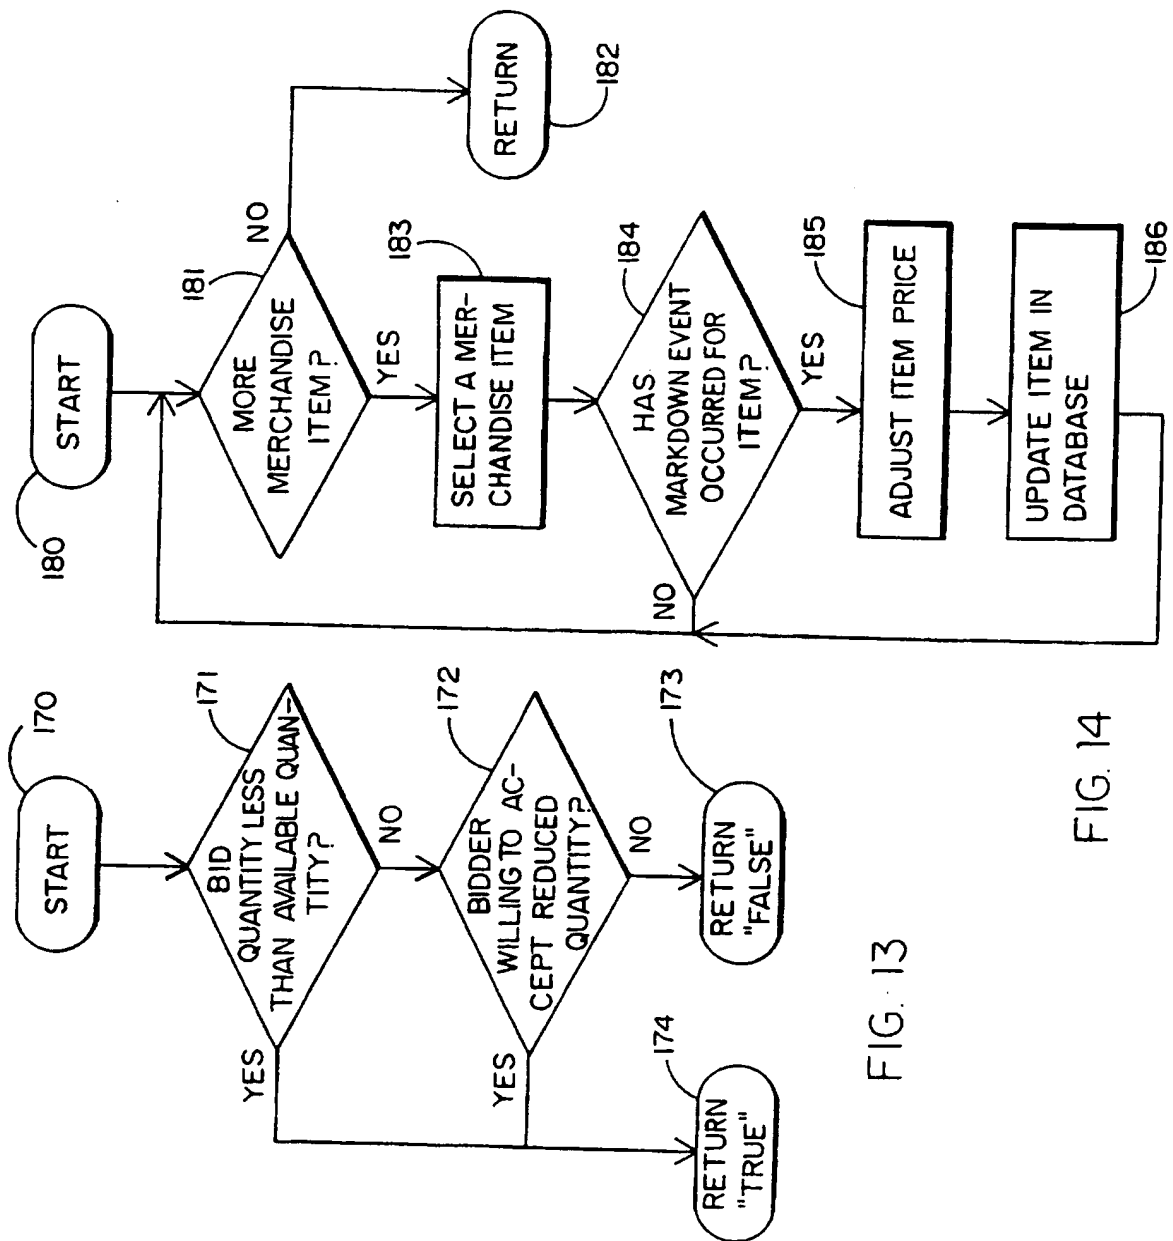 170
START
171
BID
QUANTITY LESS
THAN AVAILABLE QUAN-
TITY?
YES
NO
172
BIDDER
WILLING TO AC-
CEPT REDUCED
QUANTITY?
YES
NO
174
RETURN
"TRUE"
173
RETURN
"FALSE"
FIG. 13
180
START
181
MORE
MERCHANDISE
ITEM?
NO
RETURN
182
YES
183
SELECT A MER-
CHANDISE ITEM
184
HAS
MARKDOWN EVENT
OCCURRED FOR
ITEM?
NO
YES
185
ADJUST ITEM PRICE
UPDATE ITEM IN
DATABASE
186
FIG. 14